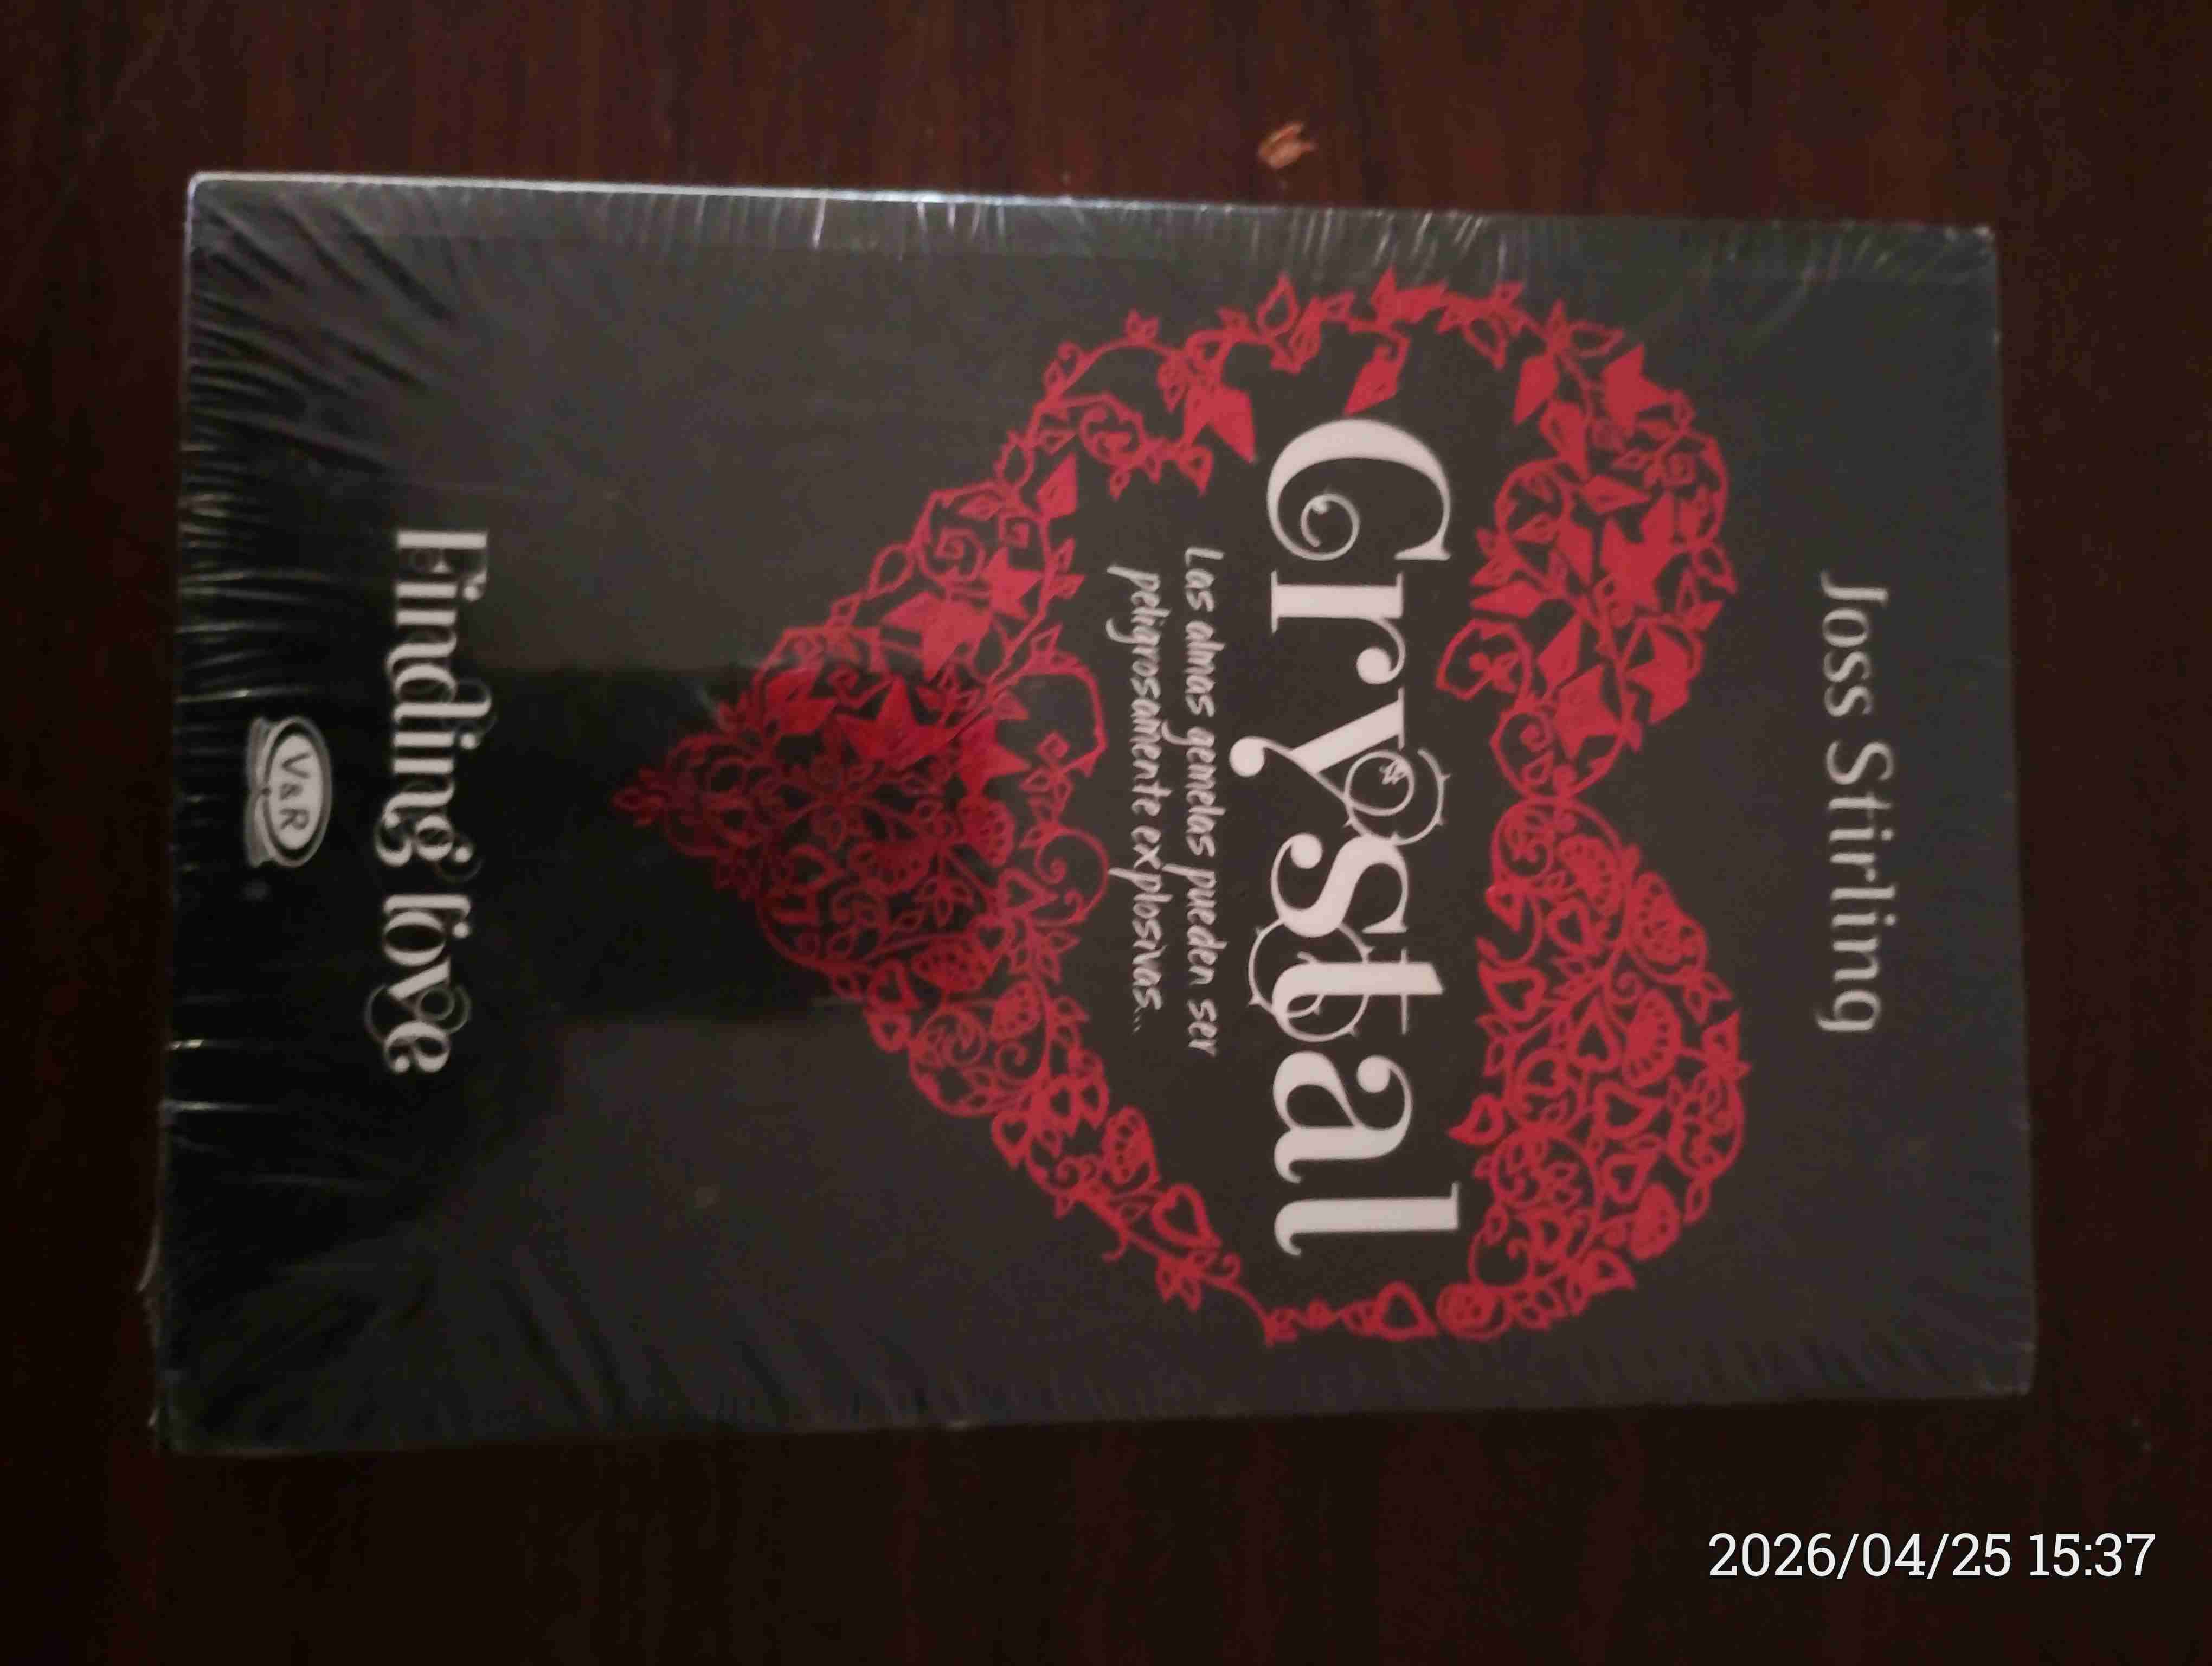 Joss Stirling
Crystal
Las almas gemelas pueden ser
peligrosamente explosivas...
Finding love
V&R
2026/04/25 15:37